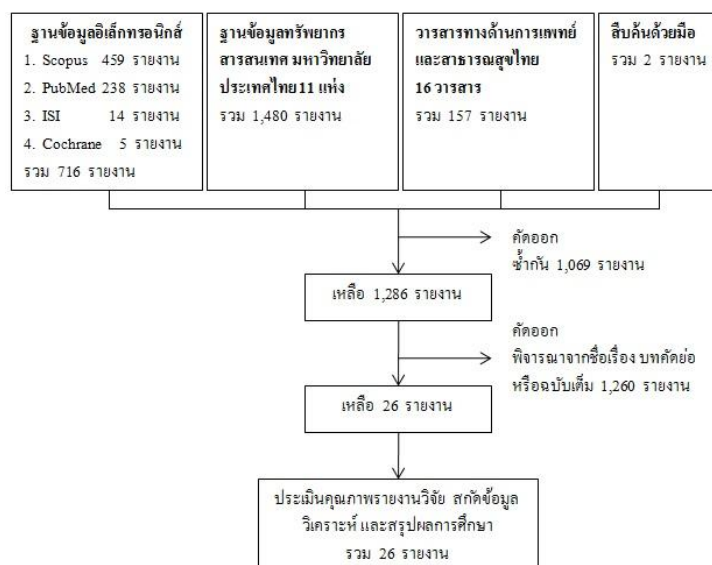 ฐานข้อมูลอิเล็กทรอนิกส์
1. Scopus 459 รายงาน
2. PubMed 238 รายงาน
3. ISI 14 รายงาน
4. Cochrane 5 รายงาน
รวม 716 รายงาน
ฐานข้อมูลทรัพยากร
สารสนเทศ มหาวิทยาลัย
ประเทศไทย 11 แห่ง
รวม 1,480 รายงาน
วารสารทางด้านการแพทย์
และสาธารณสุขไทย
16 วารสาร
รวม 157 รายงาน
สืบค้นด้วยมือ
รวม 2 รายงาน
คัดออก
ซ้ำกัน 1,069 รายงาน
เหลือ 1,286 รายงาน
คัดออก
พิจารณาจากชื่อเรื่อง บทคัดย่อ
หรือฉบับเต็ม 1,260 รายงาน
เหลือ 26 รายงาน
ประเมินคุณภาพรายงานวิจัย สกัดข้อมูล
วิเคราะห์ และสรุปผลการศึกษา
รวม 26 รายงาน